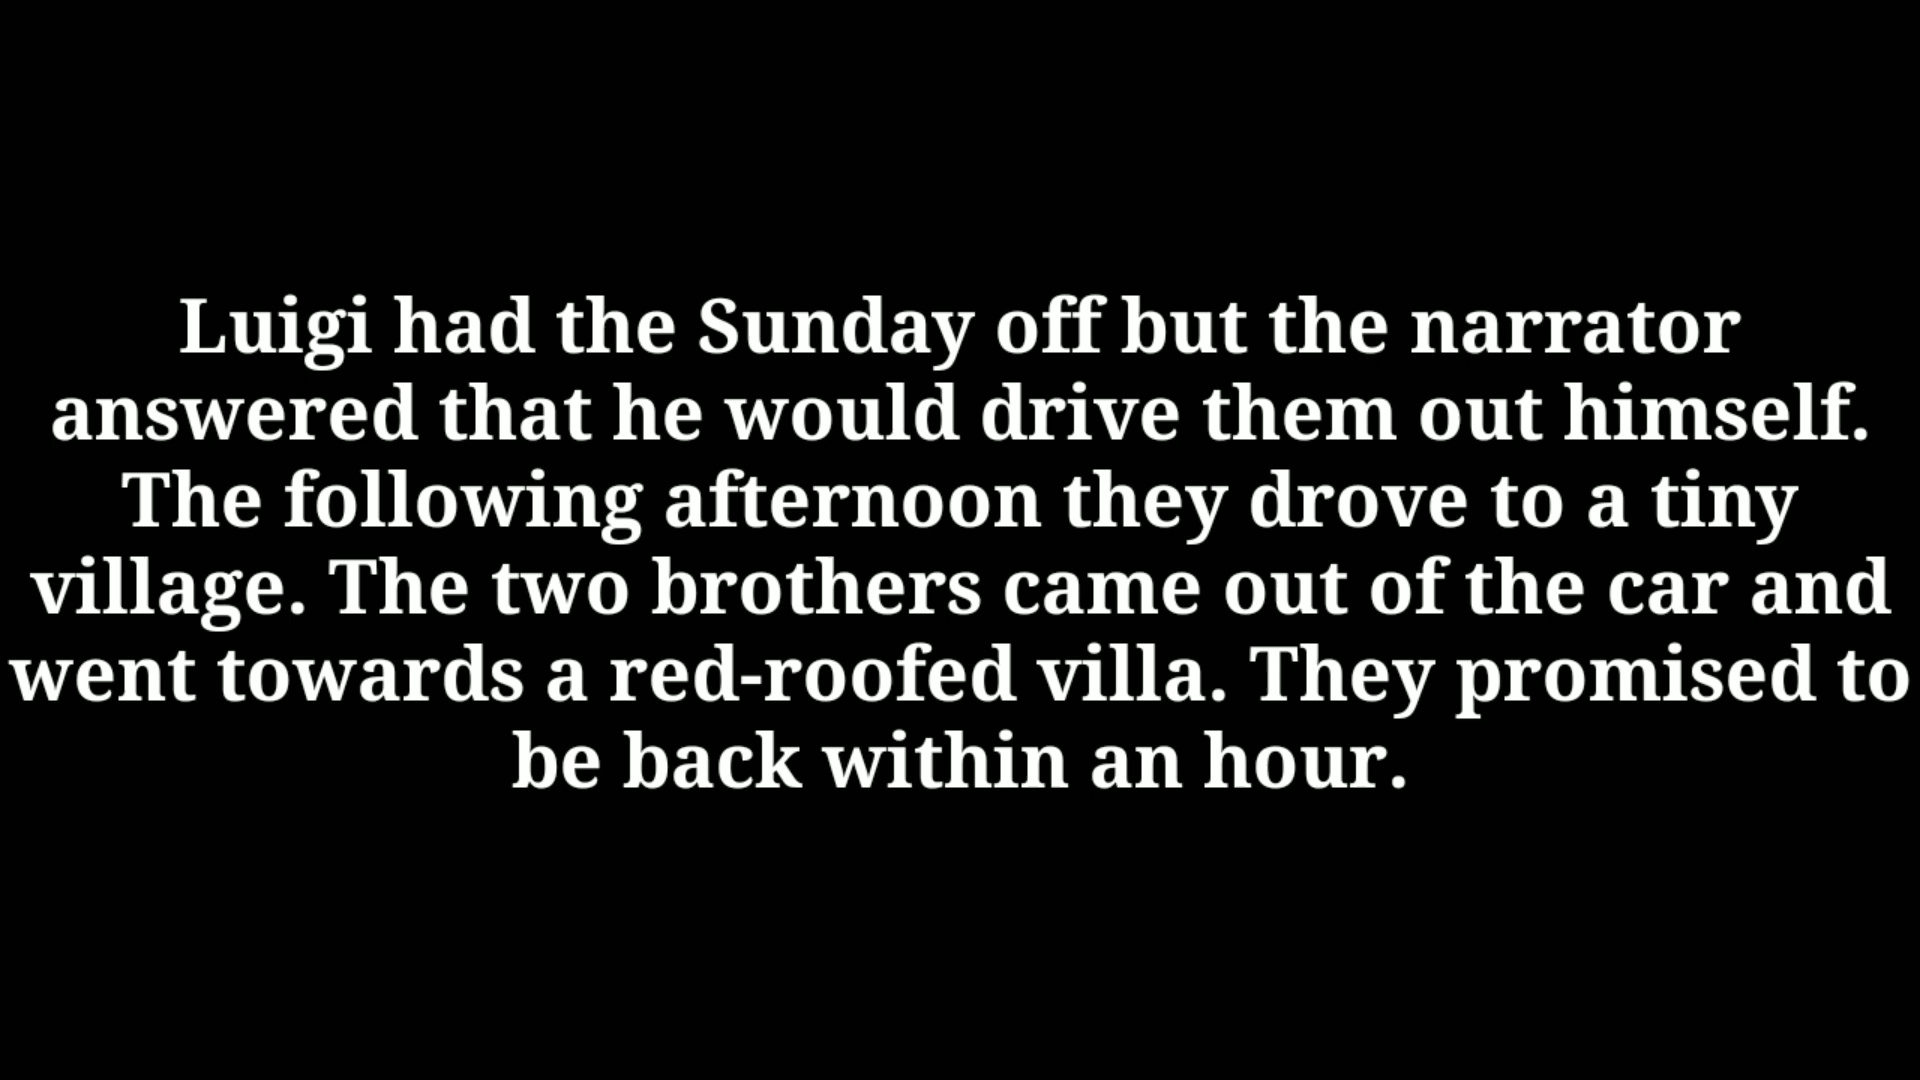 Luigi had the Sunday off but the narrator
answered that he would drive them out himself.
The following afternoon they drove to a tiny
village. The two brothers came out of the car and
went towards a red-roofed villa. They promised to
be back within an hour.